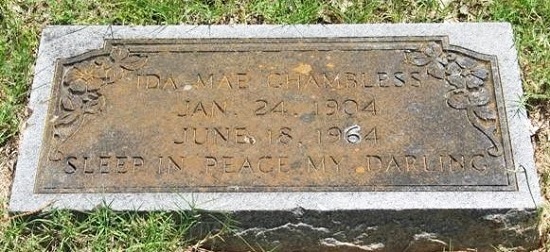 IDA MAE CHAMBLESS
JAN. 24, 1904
JUNE 18, 1964
SLEEP IN PEACE MY DARLING